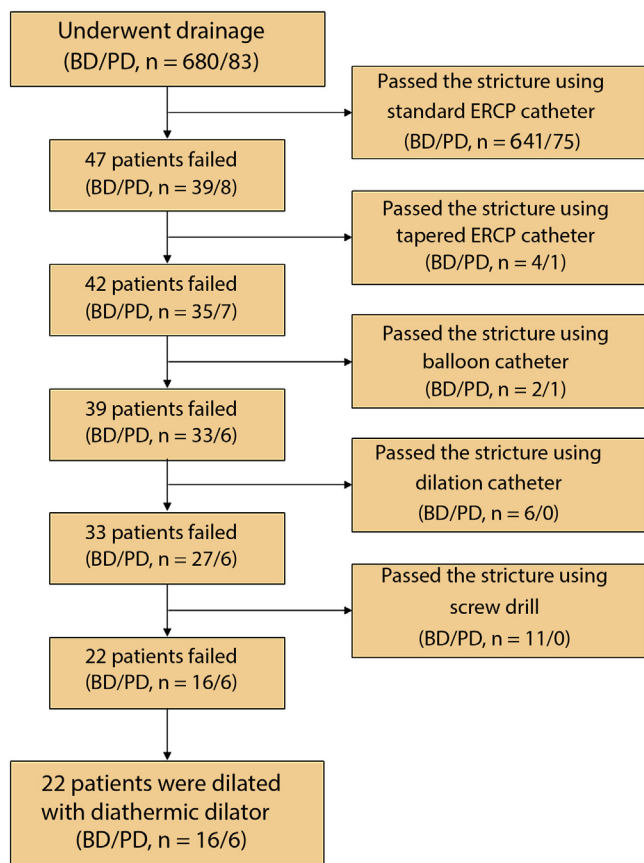 Underwent drainage
(BD/PD, n = 680/83)
Passed the stricture using
standard ERCP catheter
(BD/PD, n = 641/75)
47 patients failed
(BD/PD, n = 39/8)
Passed the stricture using
tapered ERCP catheter
(BD/PD, n = 4/1)
42 patients failed
(BD/PD, n = 35/7)
Passed the stricture using
balloon catheter
(BD/PD, n = 2/1)
39 patients failed
(BD/PD, n = 33/6)
Passed the stricture using
dilation catheter
(BD/PD, n = 6/0)
33 patients failed
(BD/PD, n = 27/6)
Passed the stricture using
screw drill
(BD/PD, n = 11/0)
22 patients failed
(BD/PD, n = 16/6)
22 patients were dilated
with diathermic dilator
(BD/PD, n = 16/6)